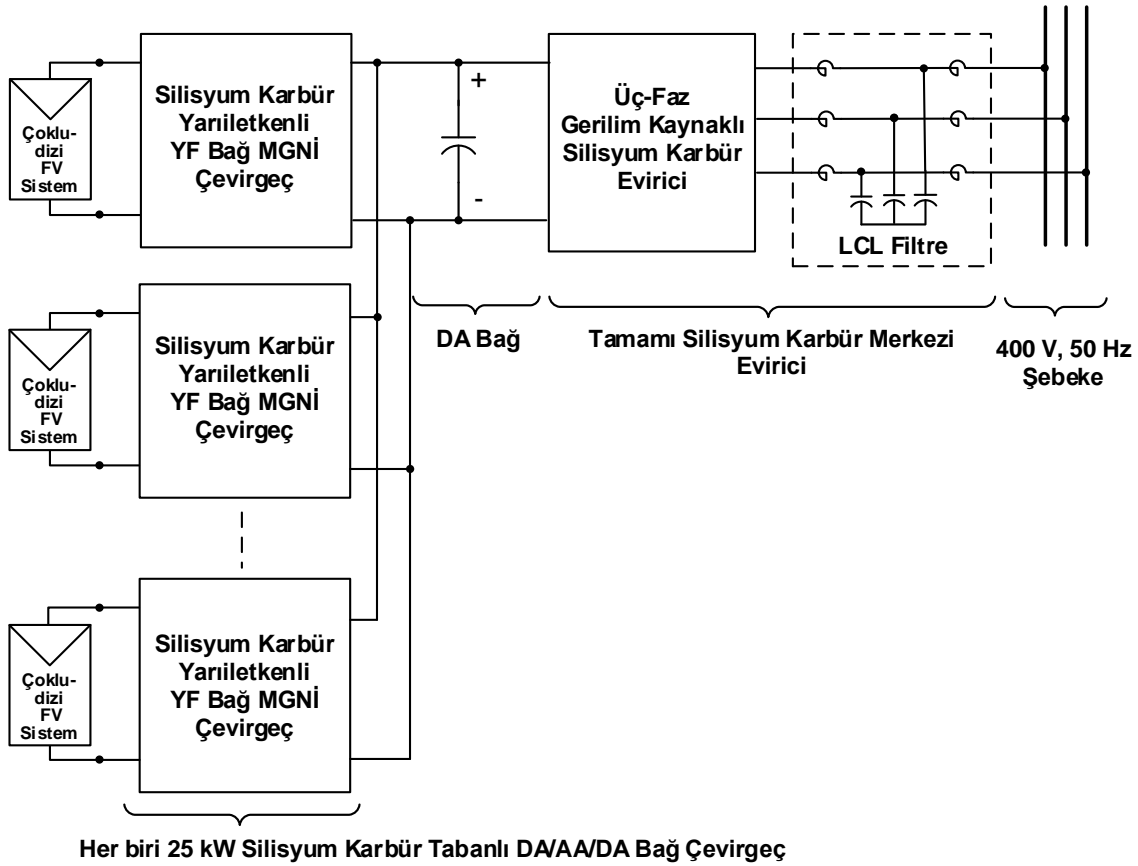 Çoklu-
dizi
FV
Sistem
Silisyum Karbür
Yarıiletkenli
YF Bağ MGNİ
Çevirgeç
+
-
Üç-Faz
Gerilim Kaynaklı
Silisyum Karbür
Evirici
LCL Filtre
DA Bağ
Tamamı Silisyum Karbür Merkezi
Evirici
400 V, 50 Hz
Şebeke
Çoklu-
dizi
FV
Sistem
Silisyum Karbür
Yarıiletkenli
YF Bağ MGNİ
Çevirgeç
Çoklu-
dizi
FV
Sistem
Silisyum Karbür
Yarıiletkenli
YF Bağ MGNİ
Çevirgeç
Her biri 25 kW Silisyum Karbür Tabanlı DA/AA/DA Bağ Çevirgeç